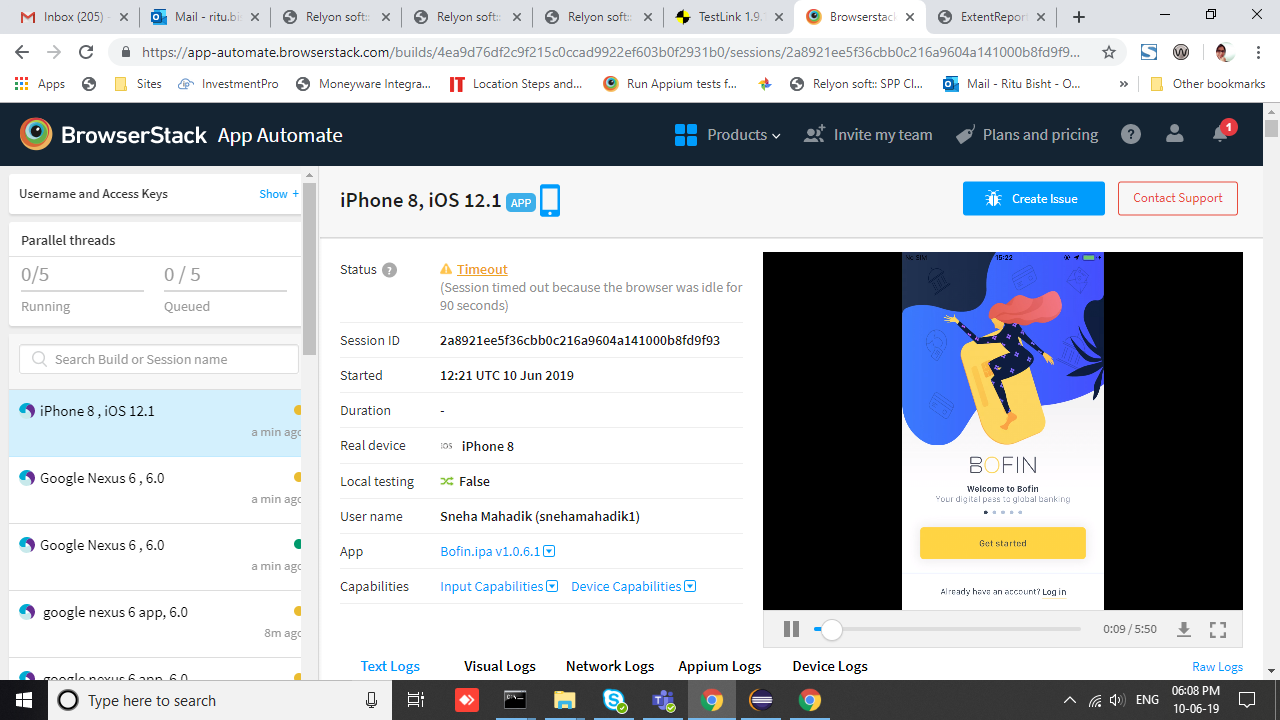 Inbox (205) -
Mail - ritu.bis
Relyon soft::
Relyon soft::
Relyon soft::
TestLink 1.9.
Browserstack
ExtentRepor
https://app-automate.browserstack.com/builds/4ea9d76df2c9f215c0ccad9922ef603b0f2931b0/sessions/2a8921ee5f36cbb0c216a9604a141000b8fd9f9...
Apps
Sites
InvestmentPro
Moneyware Integra...
IT Location Steps and...
Run Appium tests f...
Relyon soft:: SPP Cl...
Mail - Ritu Bisht - O...
»
Other bookmarks
BrowserStack App Automate
Products
Invite my team
Plans and pricing
?
1
Username and Access Keys
Show +
Parallel threads
0/5
0 / 5
Running
Queued
Search Build or Session name
iPhone 8 , iOS 12.1
a min ago
Google Nexus 6 , 6.0
a min ago
Google Nexus 6 , 6.0
a min ago
google nexus 6 app, 6.0
8m ago
google nexus 6 app, 6.0
iPhone 8, iOS 12.1 APP
Create Issue
Contact Support
Status ? Timeout
(Session timed out because the browser was idle for
90 seconds)
Session ID 2a8921ee5f36cbb0c216a9604a141000b8fd9f93
Started 12:21 UTC 10 Jun 2019
Duration -
Real device iOS iPhone 8
Local testing False
User name Sneha Mahadik (snehamahadik1)
App Bofin.ipa v1.0.6.1
Capabilities Input Capabilities Device Capabilities
15:22
BOFIN
Welcome to Bofin
Your digital pass to global banking
Get started
Already have an account? Log in
0:09 / 5:50
Text Logs
Visual Logs
Network Logs
Appium Logs
Device Logs
Raw Logs
Type here to search
ENG
06:08 PM
10-06-19